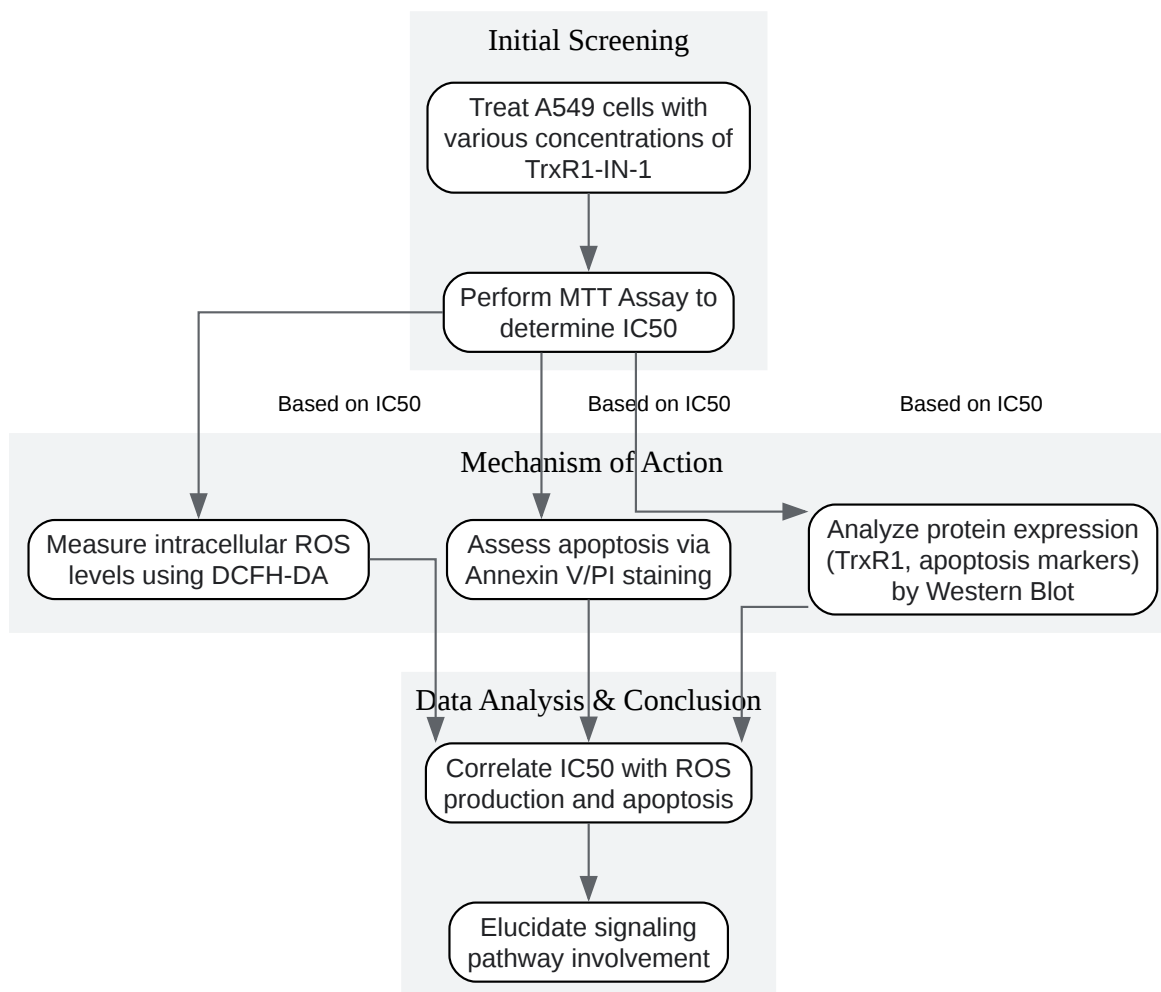 Initial Screening
Treat A549 cells with
various concentrations of
TrxR1-IN-1
Perform MTT Assay to
determine IC50
Based on IC50
Based on IC50
Based on IC50
Mechanism of Action
Measure intracellular ROS
levels using DCFH-DA
Assess apoptosis via
Annexin V/PI staining
Analyze protein expression
(TrxR1, apoptosis markers)
by Western Blot
Data Analysis & Conclusion
Correlate IC50 with ROS
production and apoptosis
Elucidate signaling
pathway involvement